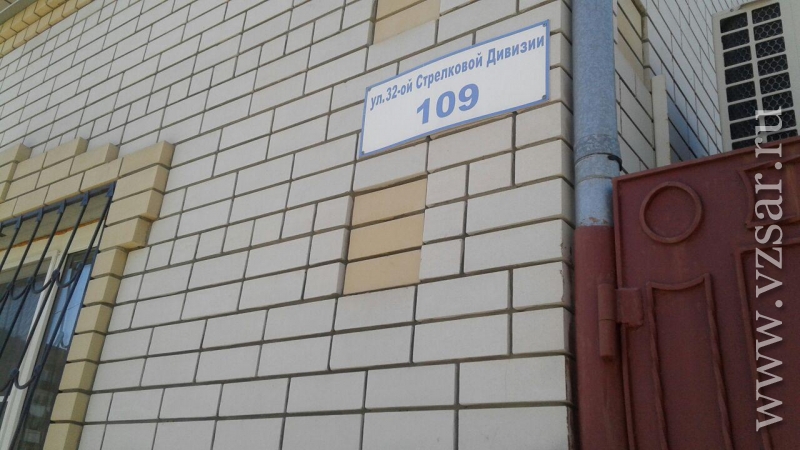 ул. 32-ой Стрелковой Дивизии
109
www.vzsar.ru